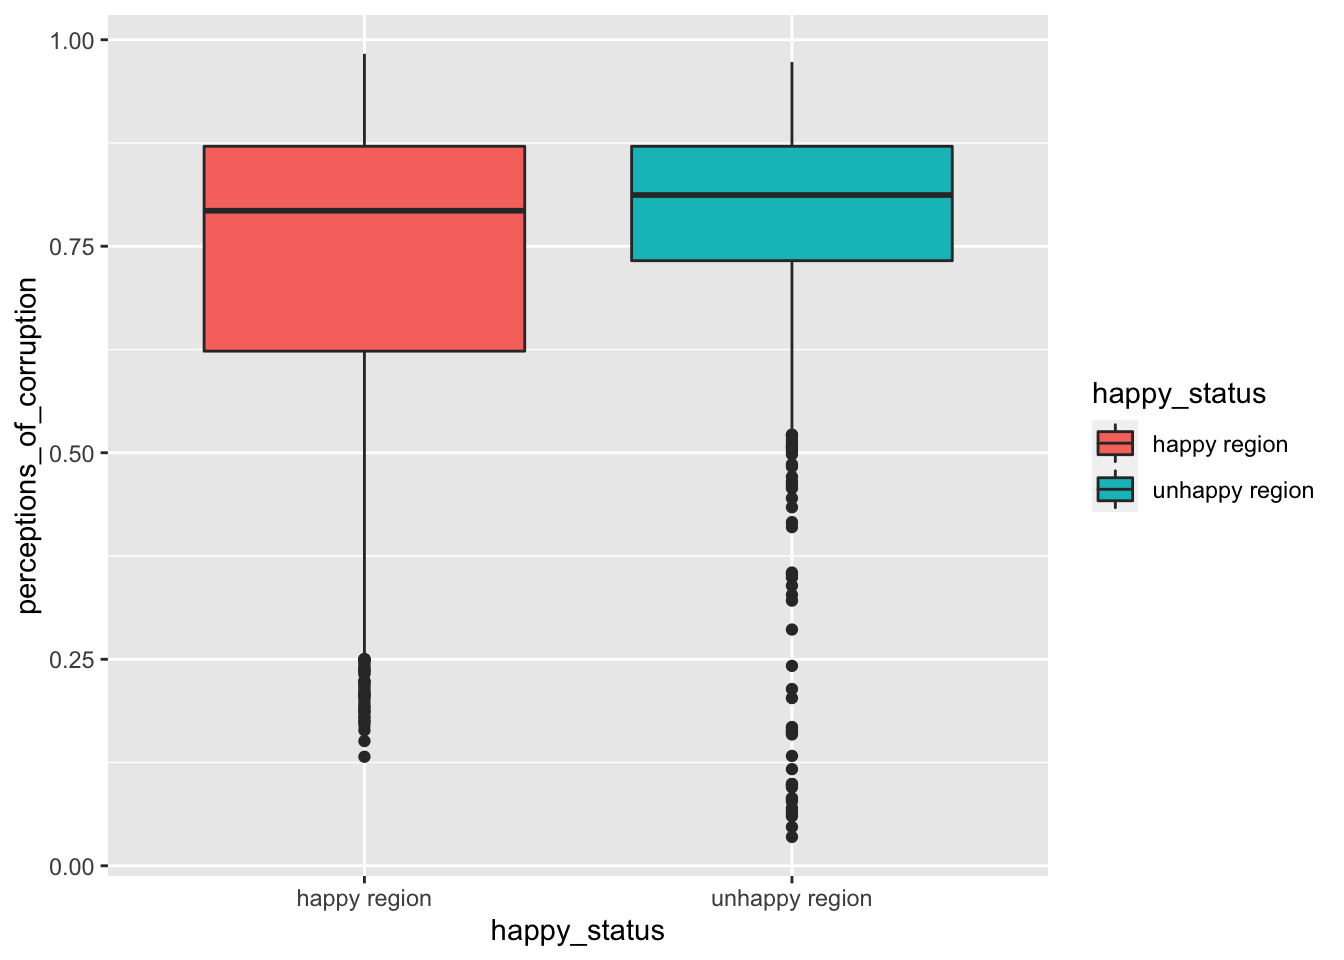 1.00
0.75
0.50
0.25
0.00
perceptions_of_corruption
happy region
unhappy region
happy_status
happy_status
happy region
unhappy region